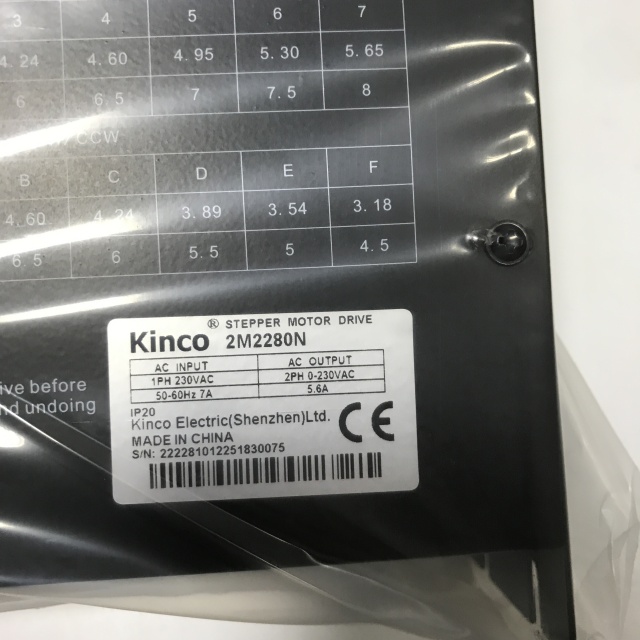 3 4 5 6 7
4.24 4.60 4.95 5.30 5.65
6 6.5 7 7.5 8
CCW
B C D E F
4.60 4.24 3.89 3.54 3.18
6.5 6 5.5 5 4.5
® STEPPER MOTOR DRIVE
Kinco 2M2280N
AC INPUT AC OUTPUT
1PH 230VAC 2PH 0-230VAC
50-60Hz 7A 5.6A
IP20
Kinco Electric(Shenzhen)Ltd.
MADE IN CHINA
S/N: 222281012251830075
CE
ive before
nd undoing